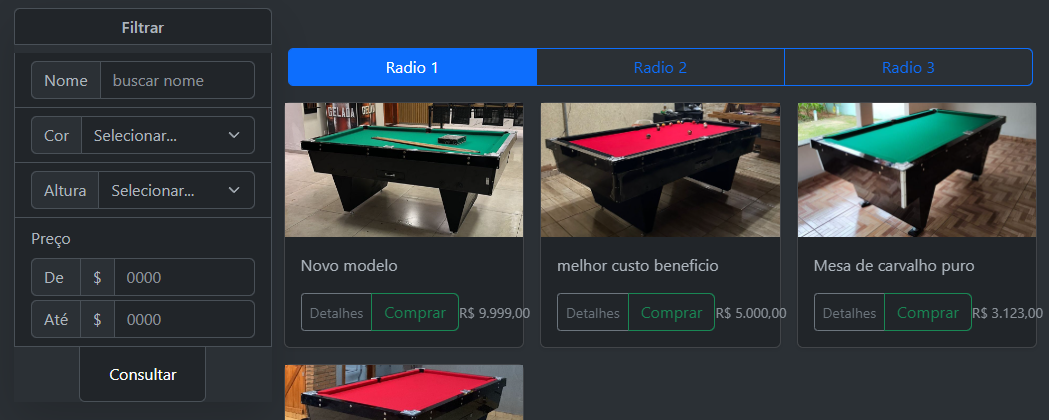 Filtrar
Nome buscar nome
Cor Selecionar...
Altura Selecionar...
Preço
De $ 0000
Até $ 0000
Consultar
Radio 1 Radio 2 Radio 3
GELADA
Novo modelo
Detalhes Comprar R$ 9.999,00
melhor custo beneficio
Detalhes Comprar R$ 5.000,00
Mesa de carvalho puro
Detalhes Comprar R$ 3.123,00